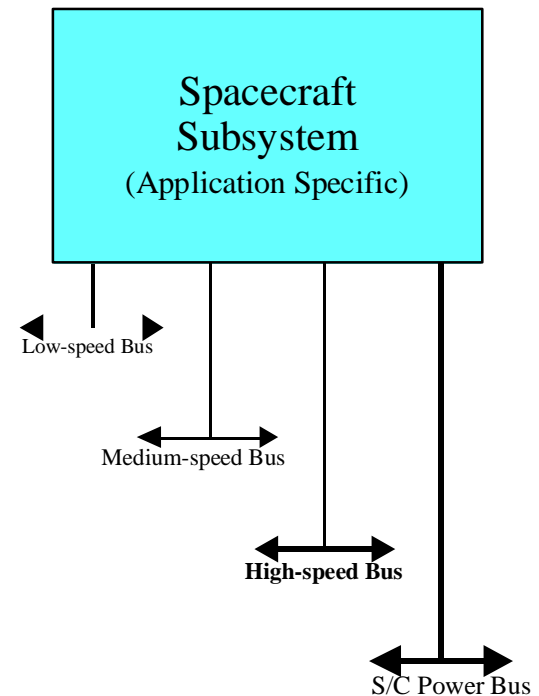 Spacecraft
Subsystem
(Application Specific)
Low-speed Bus
Medium-speed Bus
High-speed Bus
S/C Power Bus